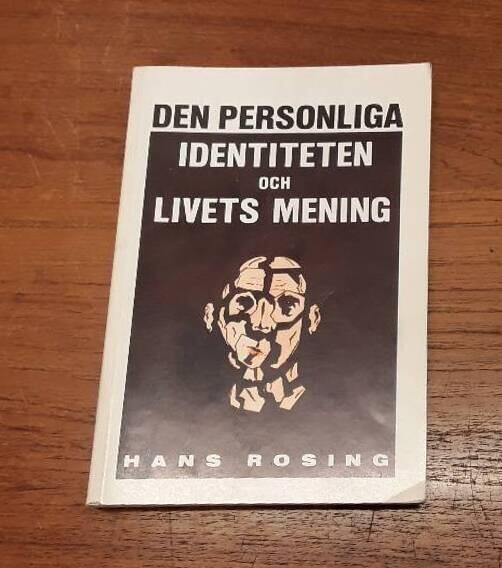 DEN PERSONLIGA
IDENTITETEN
OCH
LIVETS MENING
HANS ROSING